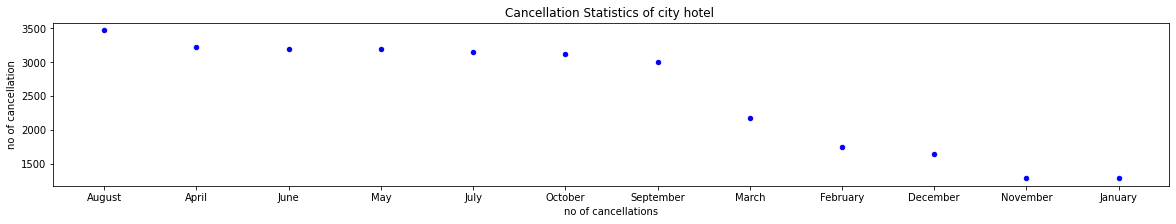 Cancellation Statistics of city hotel
no of cancellation
3500
3000
2500
2000
1500
August April June May July October September March February December November January
no of cancellations